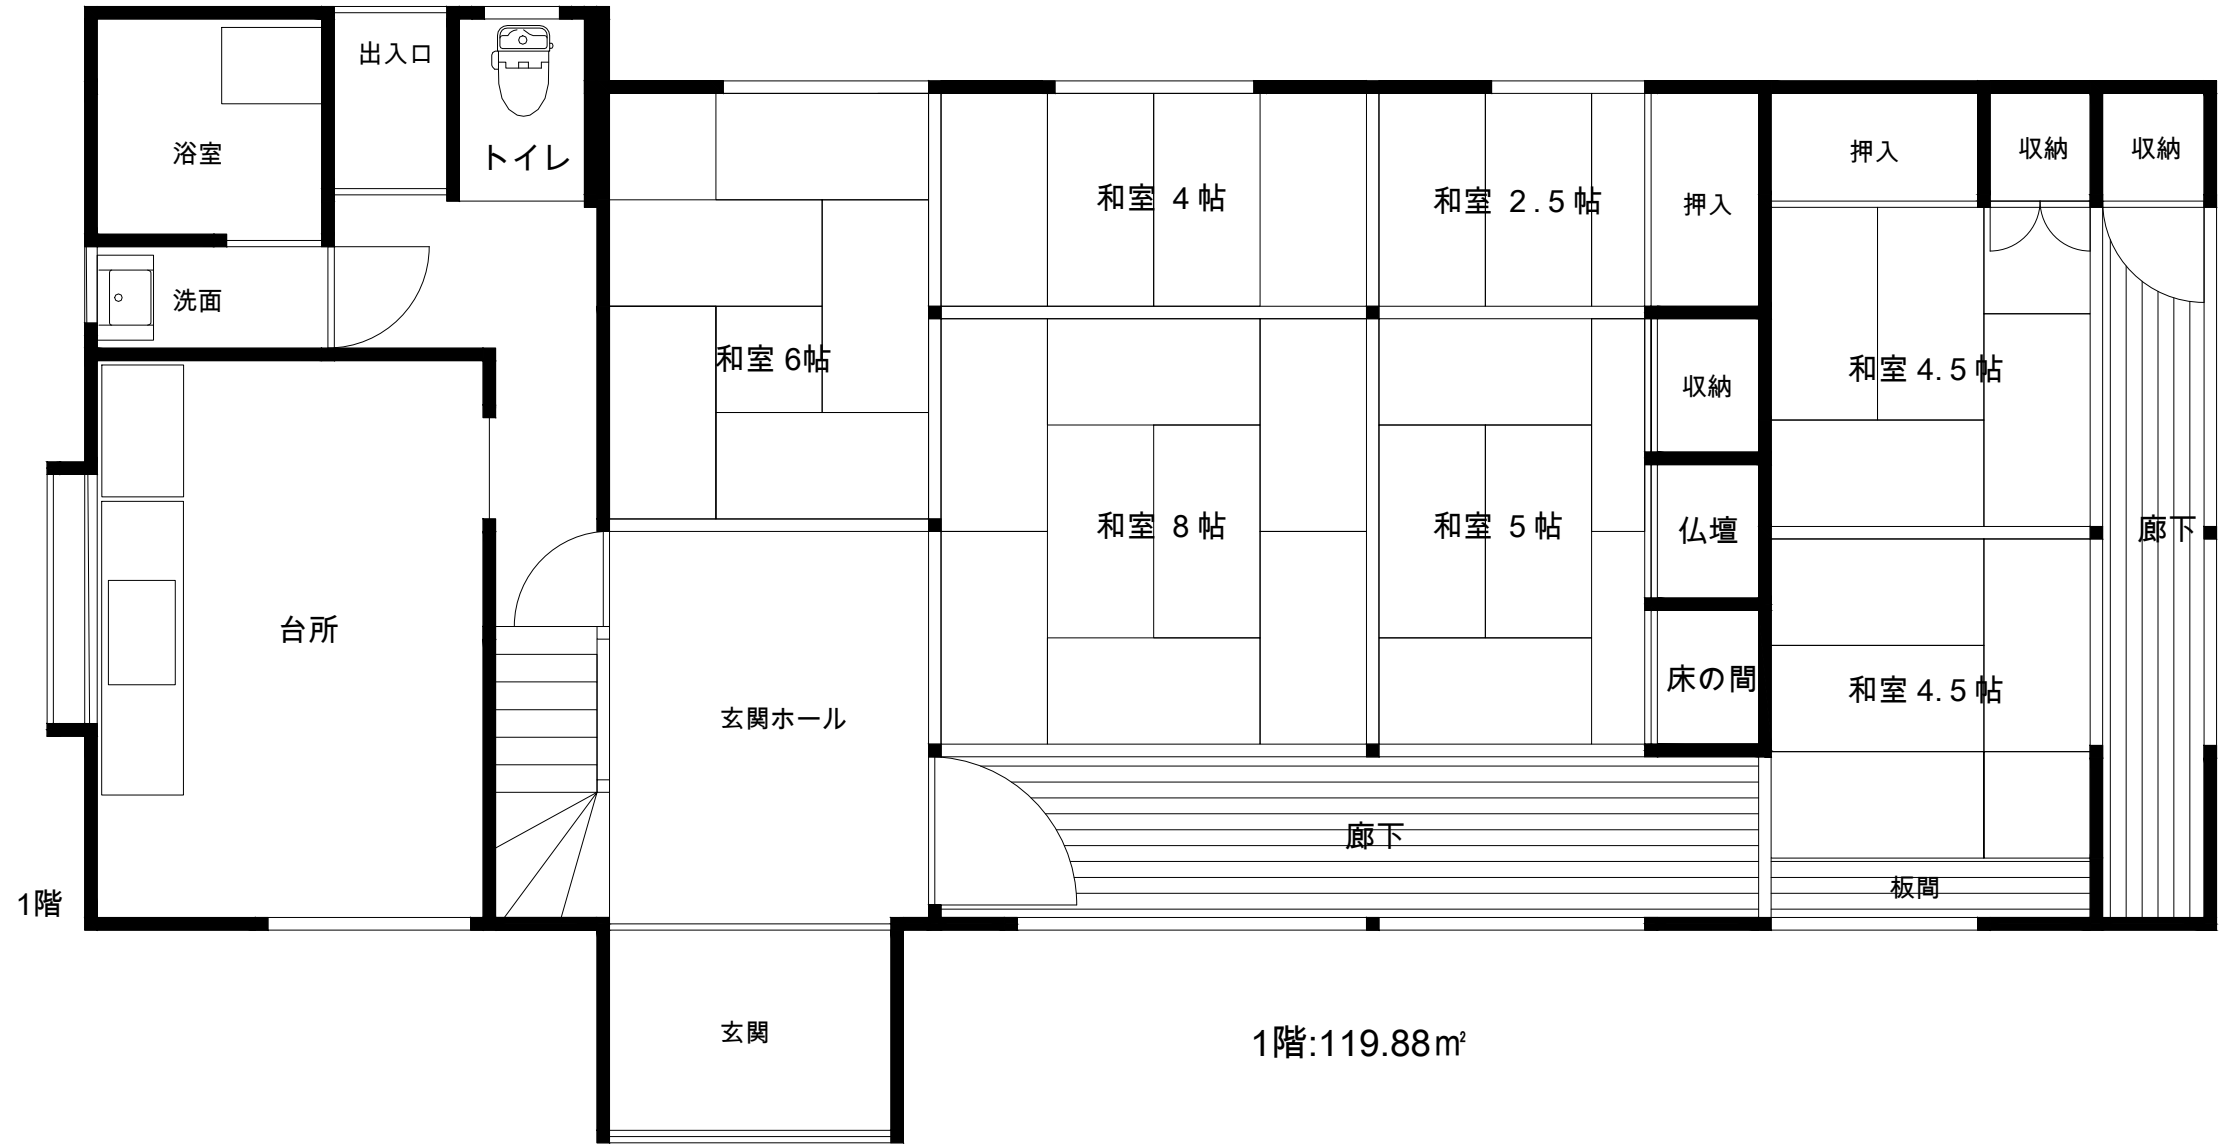 出入口
浴室
トイレ
押入
収納
収納
和室 4帖
和室 2.5帖
押入
洗面
和室 6帖
和室 4.5帖
収納
和室 8帖
和室 5帖
仏壇
廊下
台所
床の間
和室 4.5帖
玄関ホール
廊下
板間
1階
玄関
1階:119.88㎡